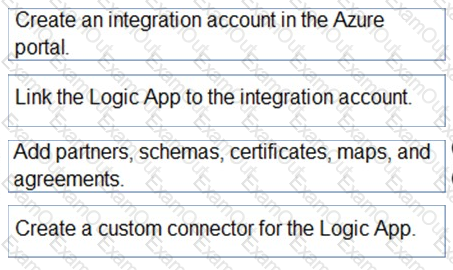 Create an integration account in the Azure
portal.
Link the Logic App to the integration account.
Add partners, schemas, certificates, maps, and
agreements.
Create a custom connector for the Logic App.